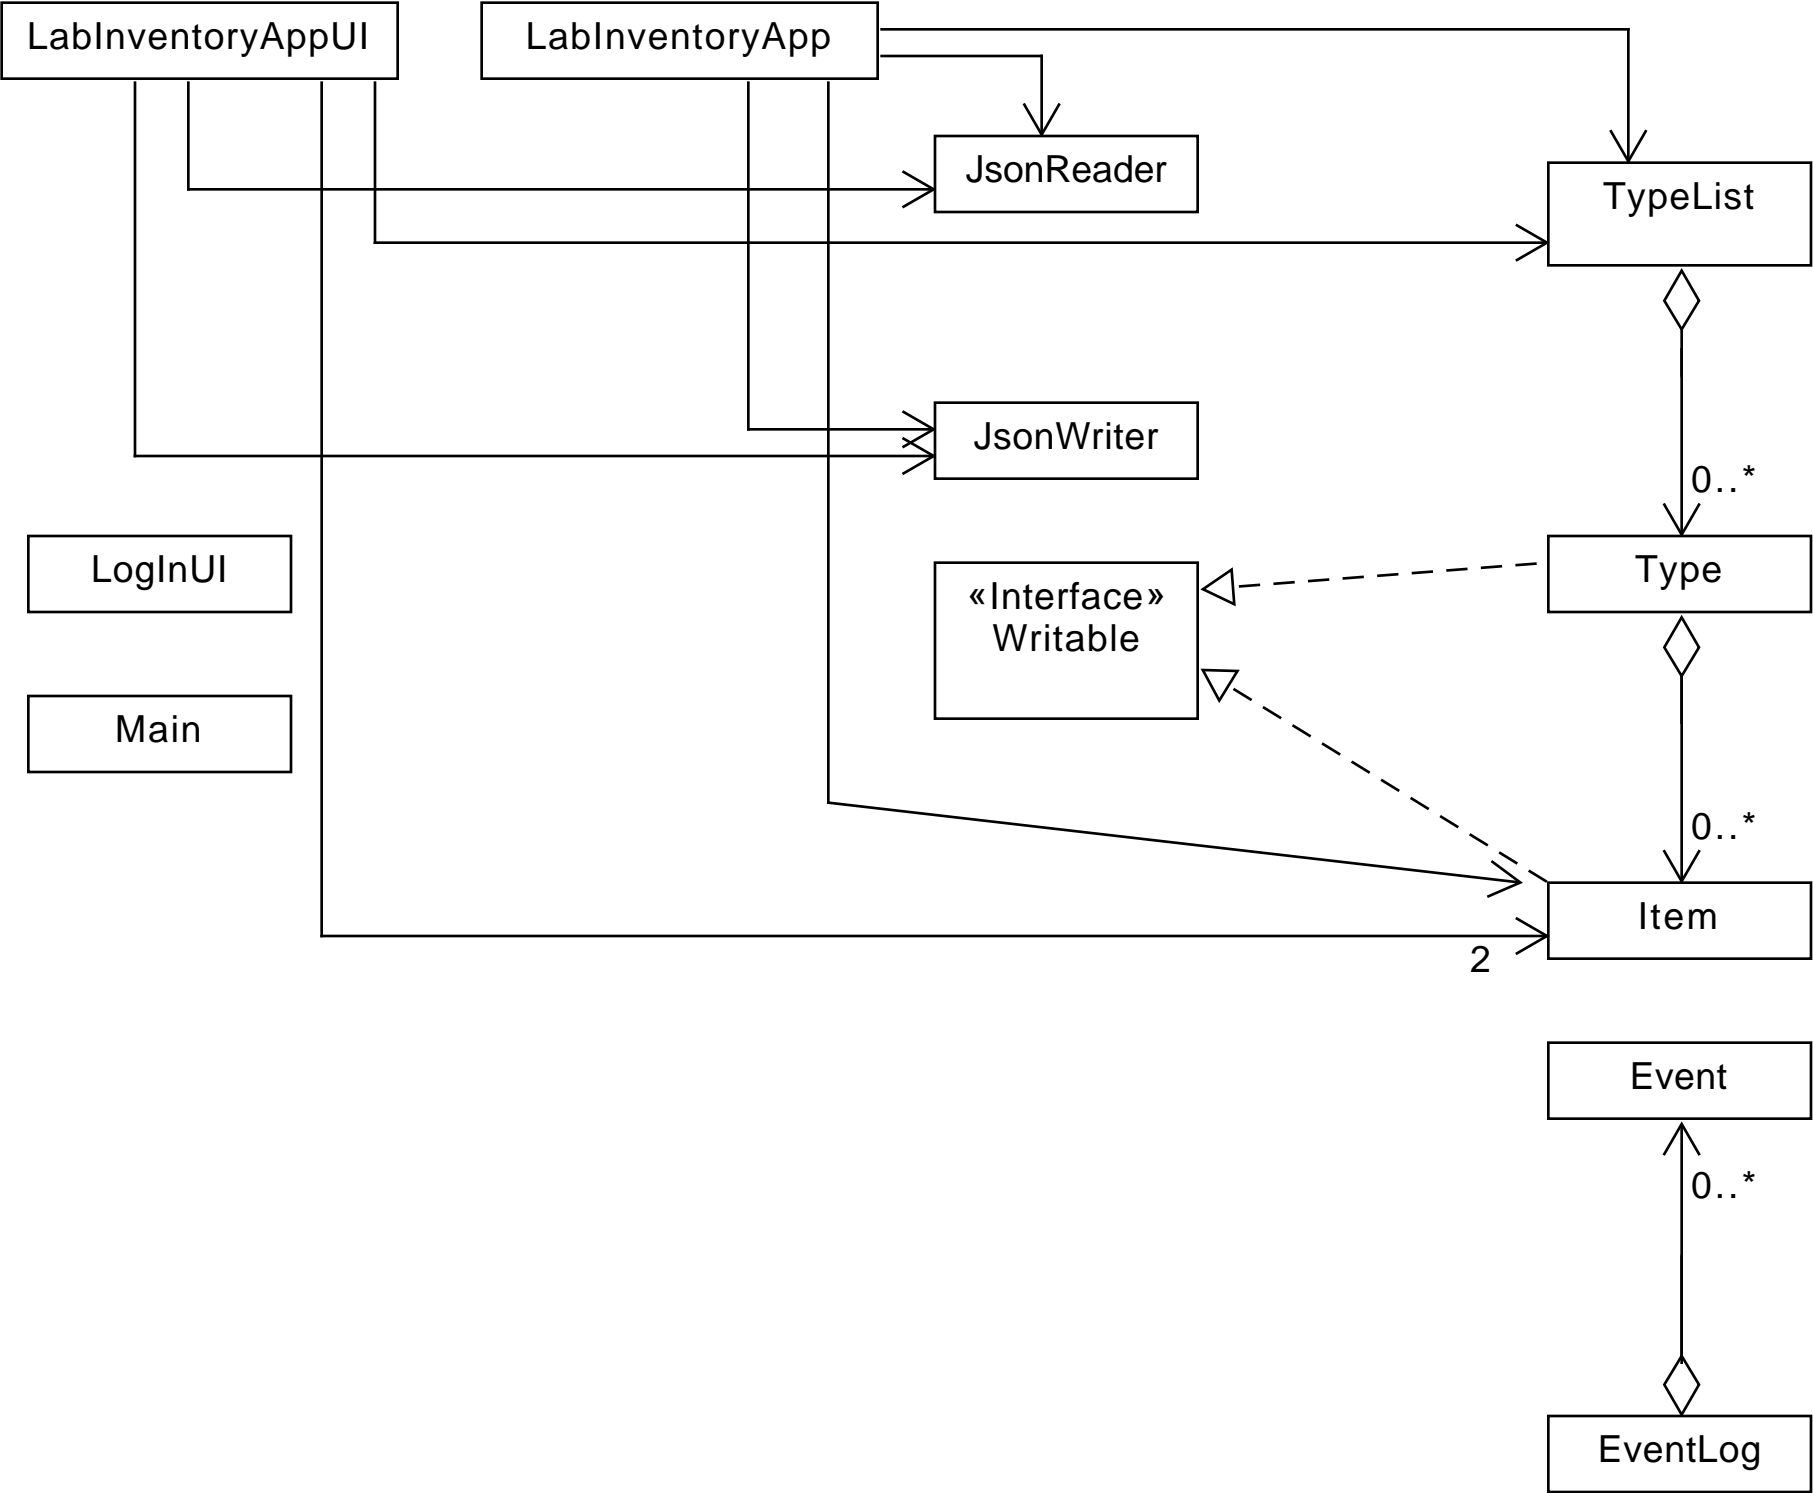 LabInventoryAppUI
LabInventoryApp
JsonReader
TypeList
JsonWriter
0..*
LogInUI
«Interface»
Writable
Type
Main
0..*
Item
2
Event
0..*
EventLog